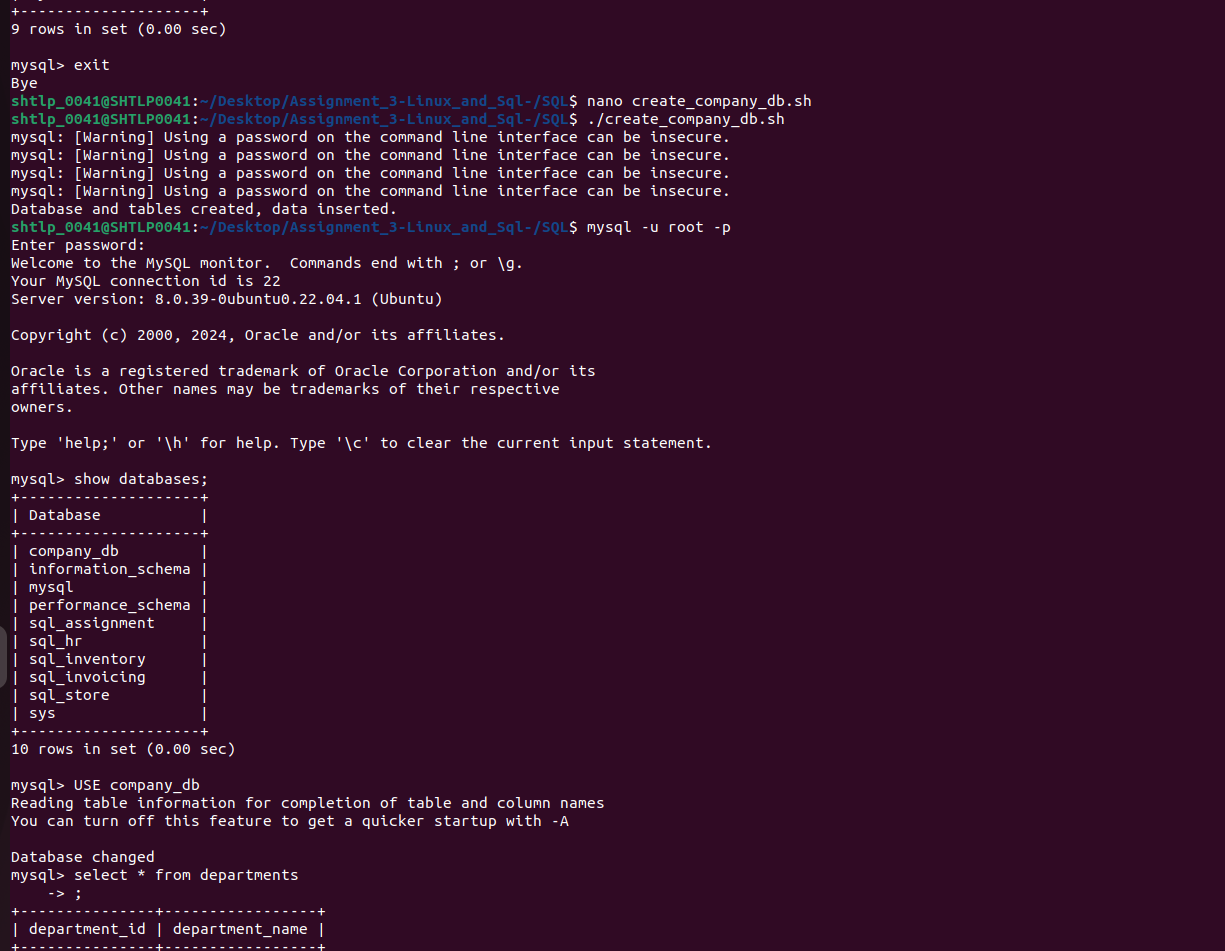 +--------------------+
9 rows in set (0.00 sec)
mysql> exit
Bye
shtlp_0041@SHTLP0041:~/Desktop/Assignment_3-Linux_and_Sql-/SQL$ nano create_company_db.sh
shtlp_0041@SHTLP0041:~/Desktop/Assignment_3-Linux_and_Sql-/SQL$ ./create_company_db.sh
mysql: [Warning] Using a password on the command line interface can be insecure.
mysql: [Warning] Using a password on the command line interface can be insecure.
mysql: [Warning] Using a password on the command line interface can be insecure.
mysql: [Warning] Using a password on the command line interface can be insecure.
Database and tables created, data inserted.
shtlp_0041@SHTLP0041:~/Desktop/Assignment_3-Linux_and_Sql-/SQL$ mysql -u root -p
Enter password:
Welcome to the MySQL monitor.  Commands end with ; or \g.
Your MySQL connection id is 22
Server version: 8.0.39-0ubuntu0.22.04.1 (Ubuntu)
Copyright (c) 2000, 2024, Oracle and/or its affiliates.
Oracle is a registered trademark of Oracle Corporation and/or its
affiliates. Other names may be trademarks of their respective
owners.
Type 'help;' or '\h' for help. Type '\c' to clear the current input statement.
mysql> show databases;
+--------------------+
| Database           |
+--------------------+
| company_db         |
| information_schema |
| mysql              |
| performance_schema |
| sql_assignment     |
| sql_hr             |
| sql_inventory      |
| sql_invoicing      |
| sql_store          |
| sys                |
+--------------------+
10 rows in set (0.00 sec)
mysql> USE company_db
Reading table information for completion of table and column names
You can turn off this feature to get a quicker startup with -A
Database changed
mysql> select * from departments
    -> ;
+---------------+-----------------+
| department_id | department_name |
+---------------+-----------------+